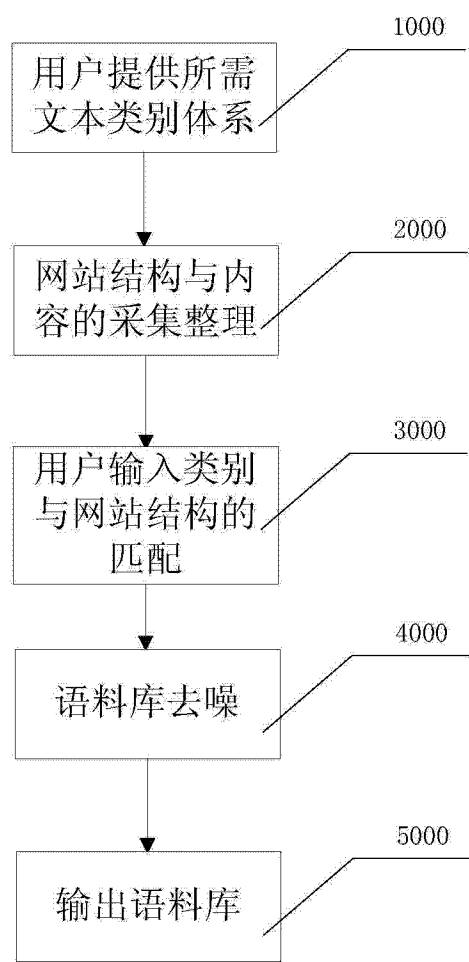 1000
用户提供所需
文本类别体系
2000
网站结构与内
容的采集整理
3000
用户输入类别
与网站结构的
匹配
4000
语料库去噪
5000
输出语料库